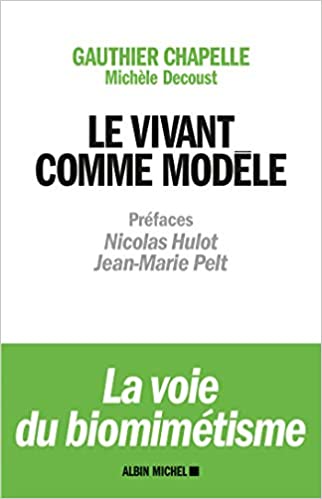 GAUTHIER CHAPELLE
Michèle Decoust
LE VIVANT
COMME MODÈLE
Préfaces
Nicolas Hulot
Jean-Marie Pelt
La voie
du biomimétisme
ALBIN MICHEL